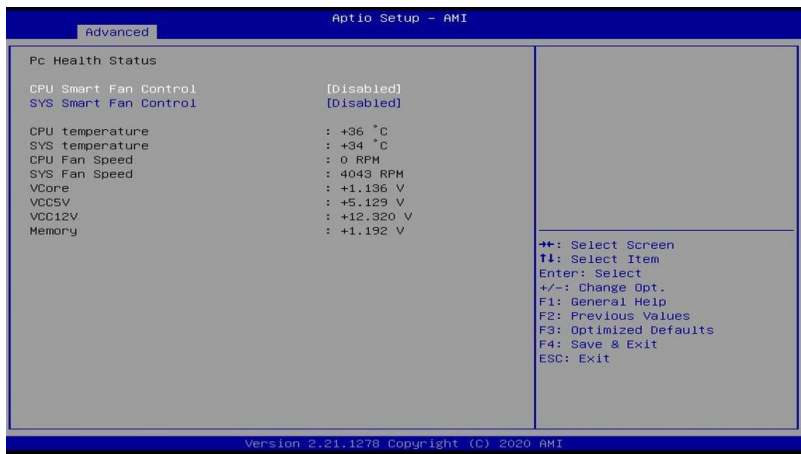 Aptio Setup – AMI
Advanced
Pc Health Status
CPU Smart Fan Control [Disabled]
SYS Smart Fan Control [Disabled]
CPU temperature : +36 °C
SYS temperature : +34 °C
CPU Fan Speed : 0 RPM
SYS Fan Speed : 4043 RPM
VCore : +1.136 V
VCC5V : +5.129 V
VCC12V : +12.320 V
Memory : +1.192 V
→←: Select Screen
↑↓: Select Item
Enter: Select
+/-: Change Opt.
F1: General Help
F2: Previous Values
F3: Optimized Defaults
F4: Save & Exit
ESC: Exit
Version 2.21.1278 Copyright (C) 2020 AMI